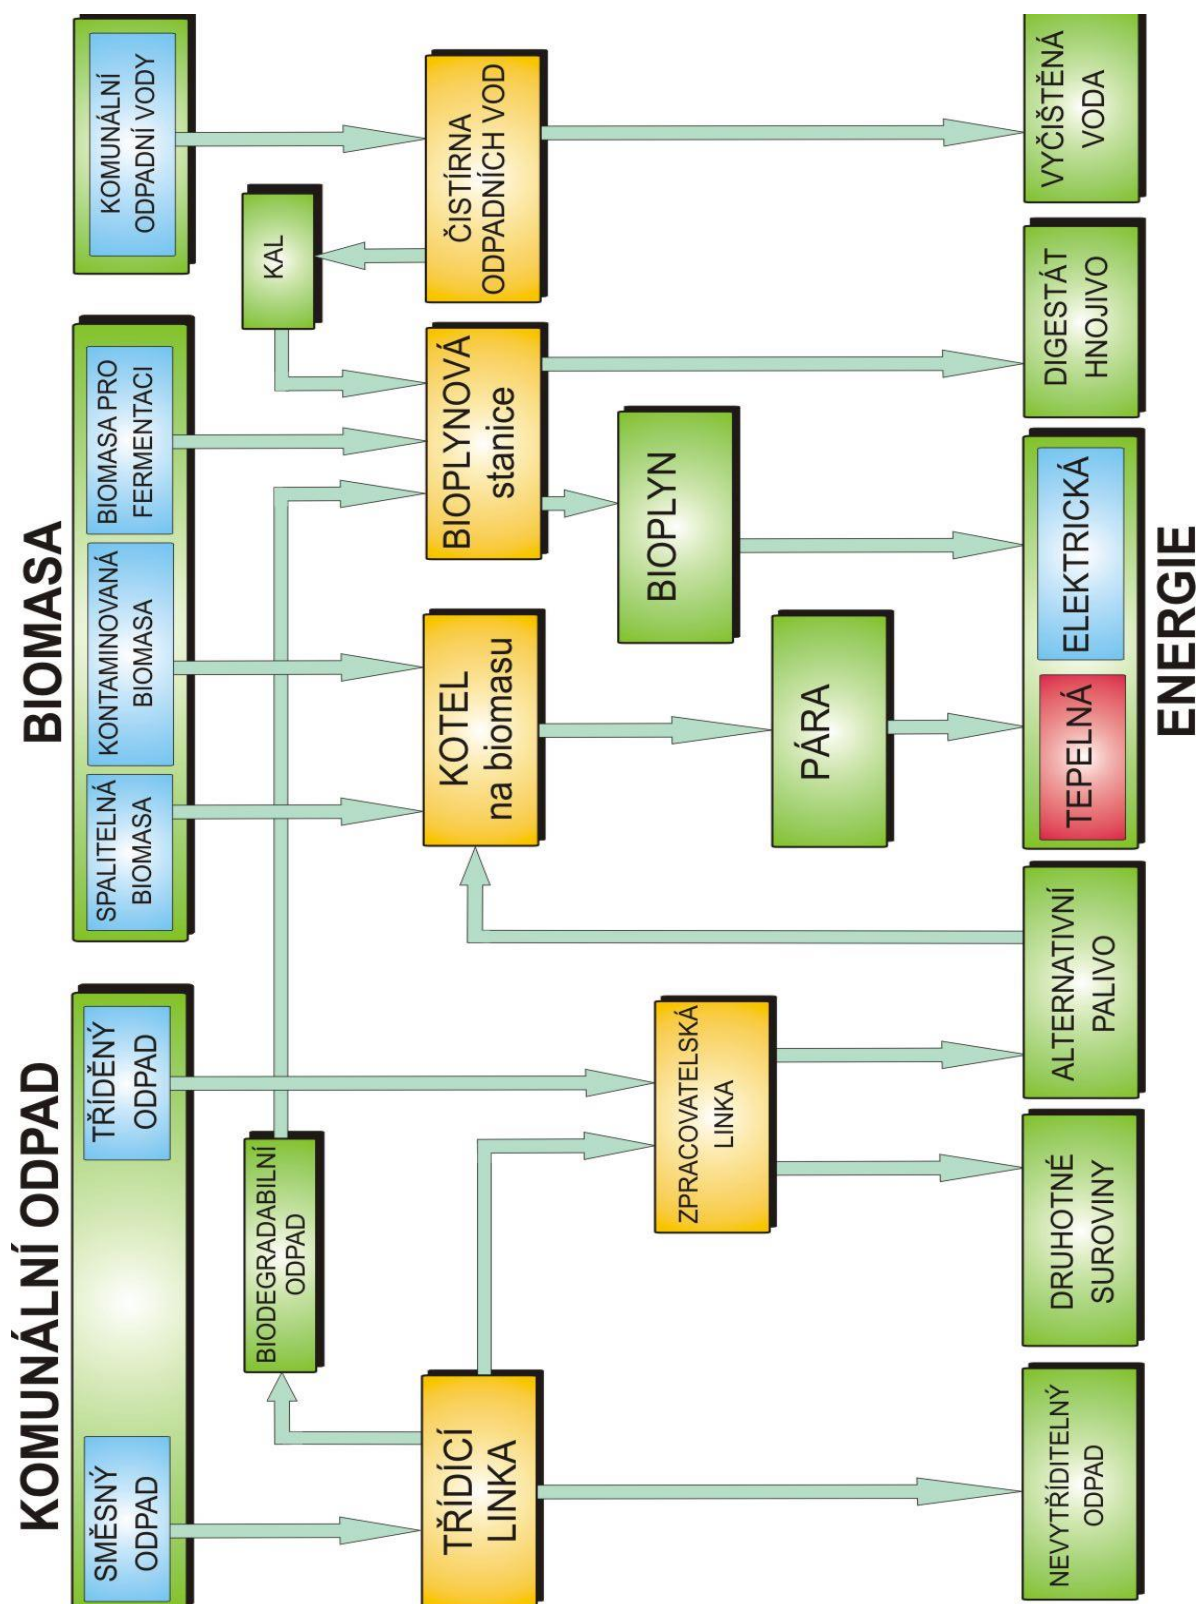 KOMUNÁLNÍ ODPAD
BIOMASA
SMĚSNÝ
ODPAD
TŘÍDĚNÝ
ODPAD
SPALITELNÁ
BIOMASA
KONTAMINOVANÁ
BIOMASA
BIOMASA PRO
FERMENTACI
KOMUNÁLNÍ
ODPADNÍ VODY
BIODEGRADABILNÍ
ODPAD
KAL
TŘÍDÍCÍ
LINKA
KOTEL
na biomasu
BIOPLYNOVÁ
stanice
ČISTÍRNA
ODPADNÍCH VOD
ZPRACOVATELSKÁ
LINKA
BIOPLYN
PÁRA
NEVYTŘÍDITELNÝ
ODPAD
DRUHOTNÉ
SUROVINY
ALTERNATIVNÍ
PALIVO
TEPELNÁ
ELEKTRICKÁ
DIGESTÁT
HNOJIVO
VYČIŠTĚNÁ
VODA
ENERGIE